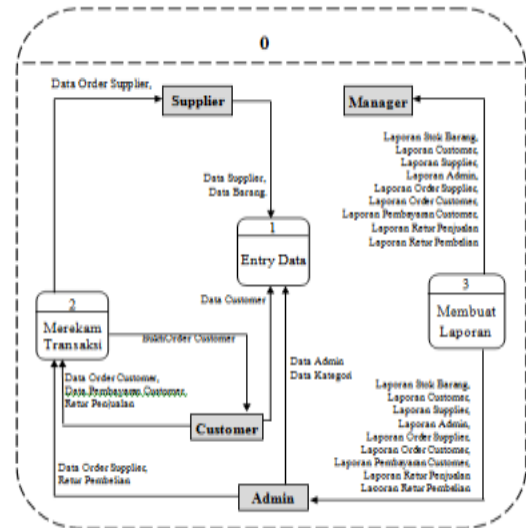 0
Data Order Supplier,
Supplier
Manager
Laporan Stok Barang,
Laporan Customer,
Laporan Supplier,
Laporan Admin,
Laporan Order Supplier,
Laporan Order Customer,
Laporan Pembayaran Customer,
Laporan Retur Penjualan
Laporan Retur Pembelian
Data Supplier,
Data Barang
1
Entry Data
2
Merekam
Transaksi
Data Customer
3
Membuat
Laporan
Bukti Order Customer
Data Order Customer,
Data Pembayaran Customer,
Retur Penjualan
Data Admin
Data Kategori
Customer
Laporan Stok Barang,
Laporan Customer,
Laporan Supplier,
Laporan Admin,
Laporan Order Supplier,
Laporan Order Customer,
Laporan Pembayaran Customer,
Laporan Retur Penjualan
Laporan Retur Pembelian
Data Order Supplier,
Retur Pembelian
Admin